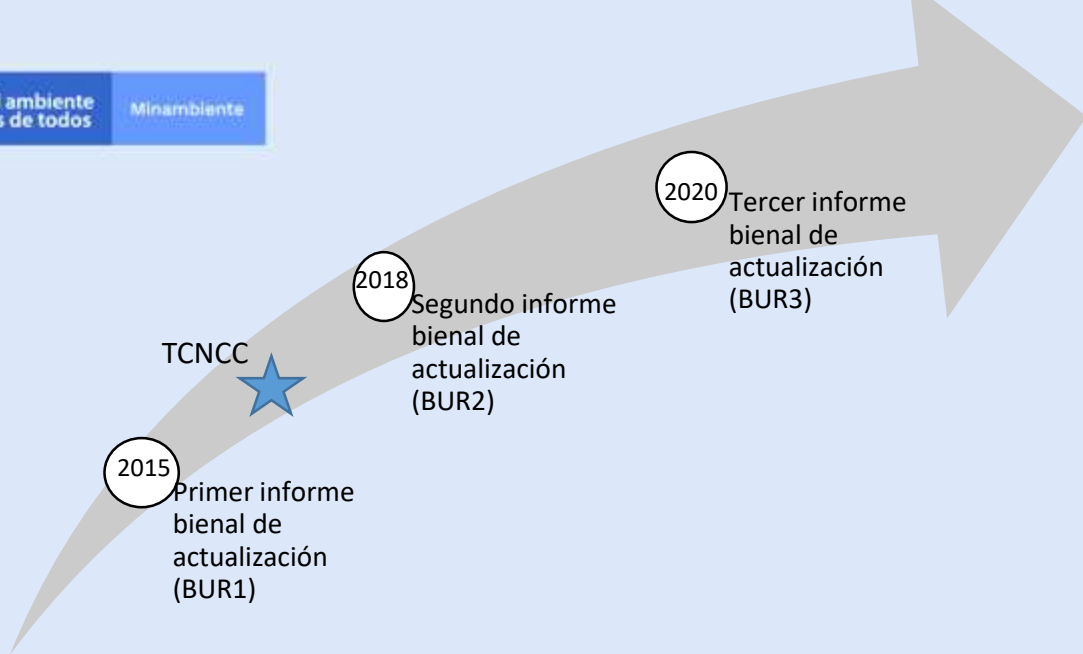 ambiente
de todos
Minambiente
2020
Tercer informe
bienal de
actualización
(BUR3)
2018
Segundo informe
bienal de
actualización
(BUR2)
TCNCC
2015
Primer informe
bienal de
actualización
(BUR1)